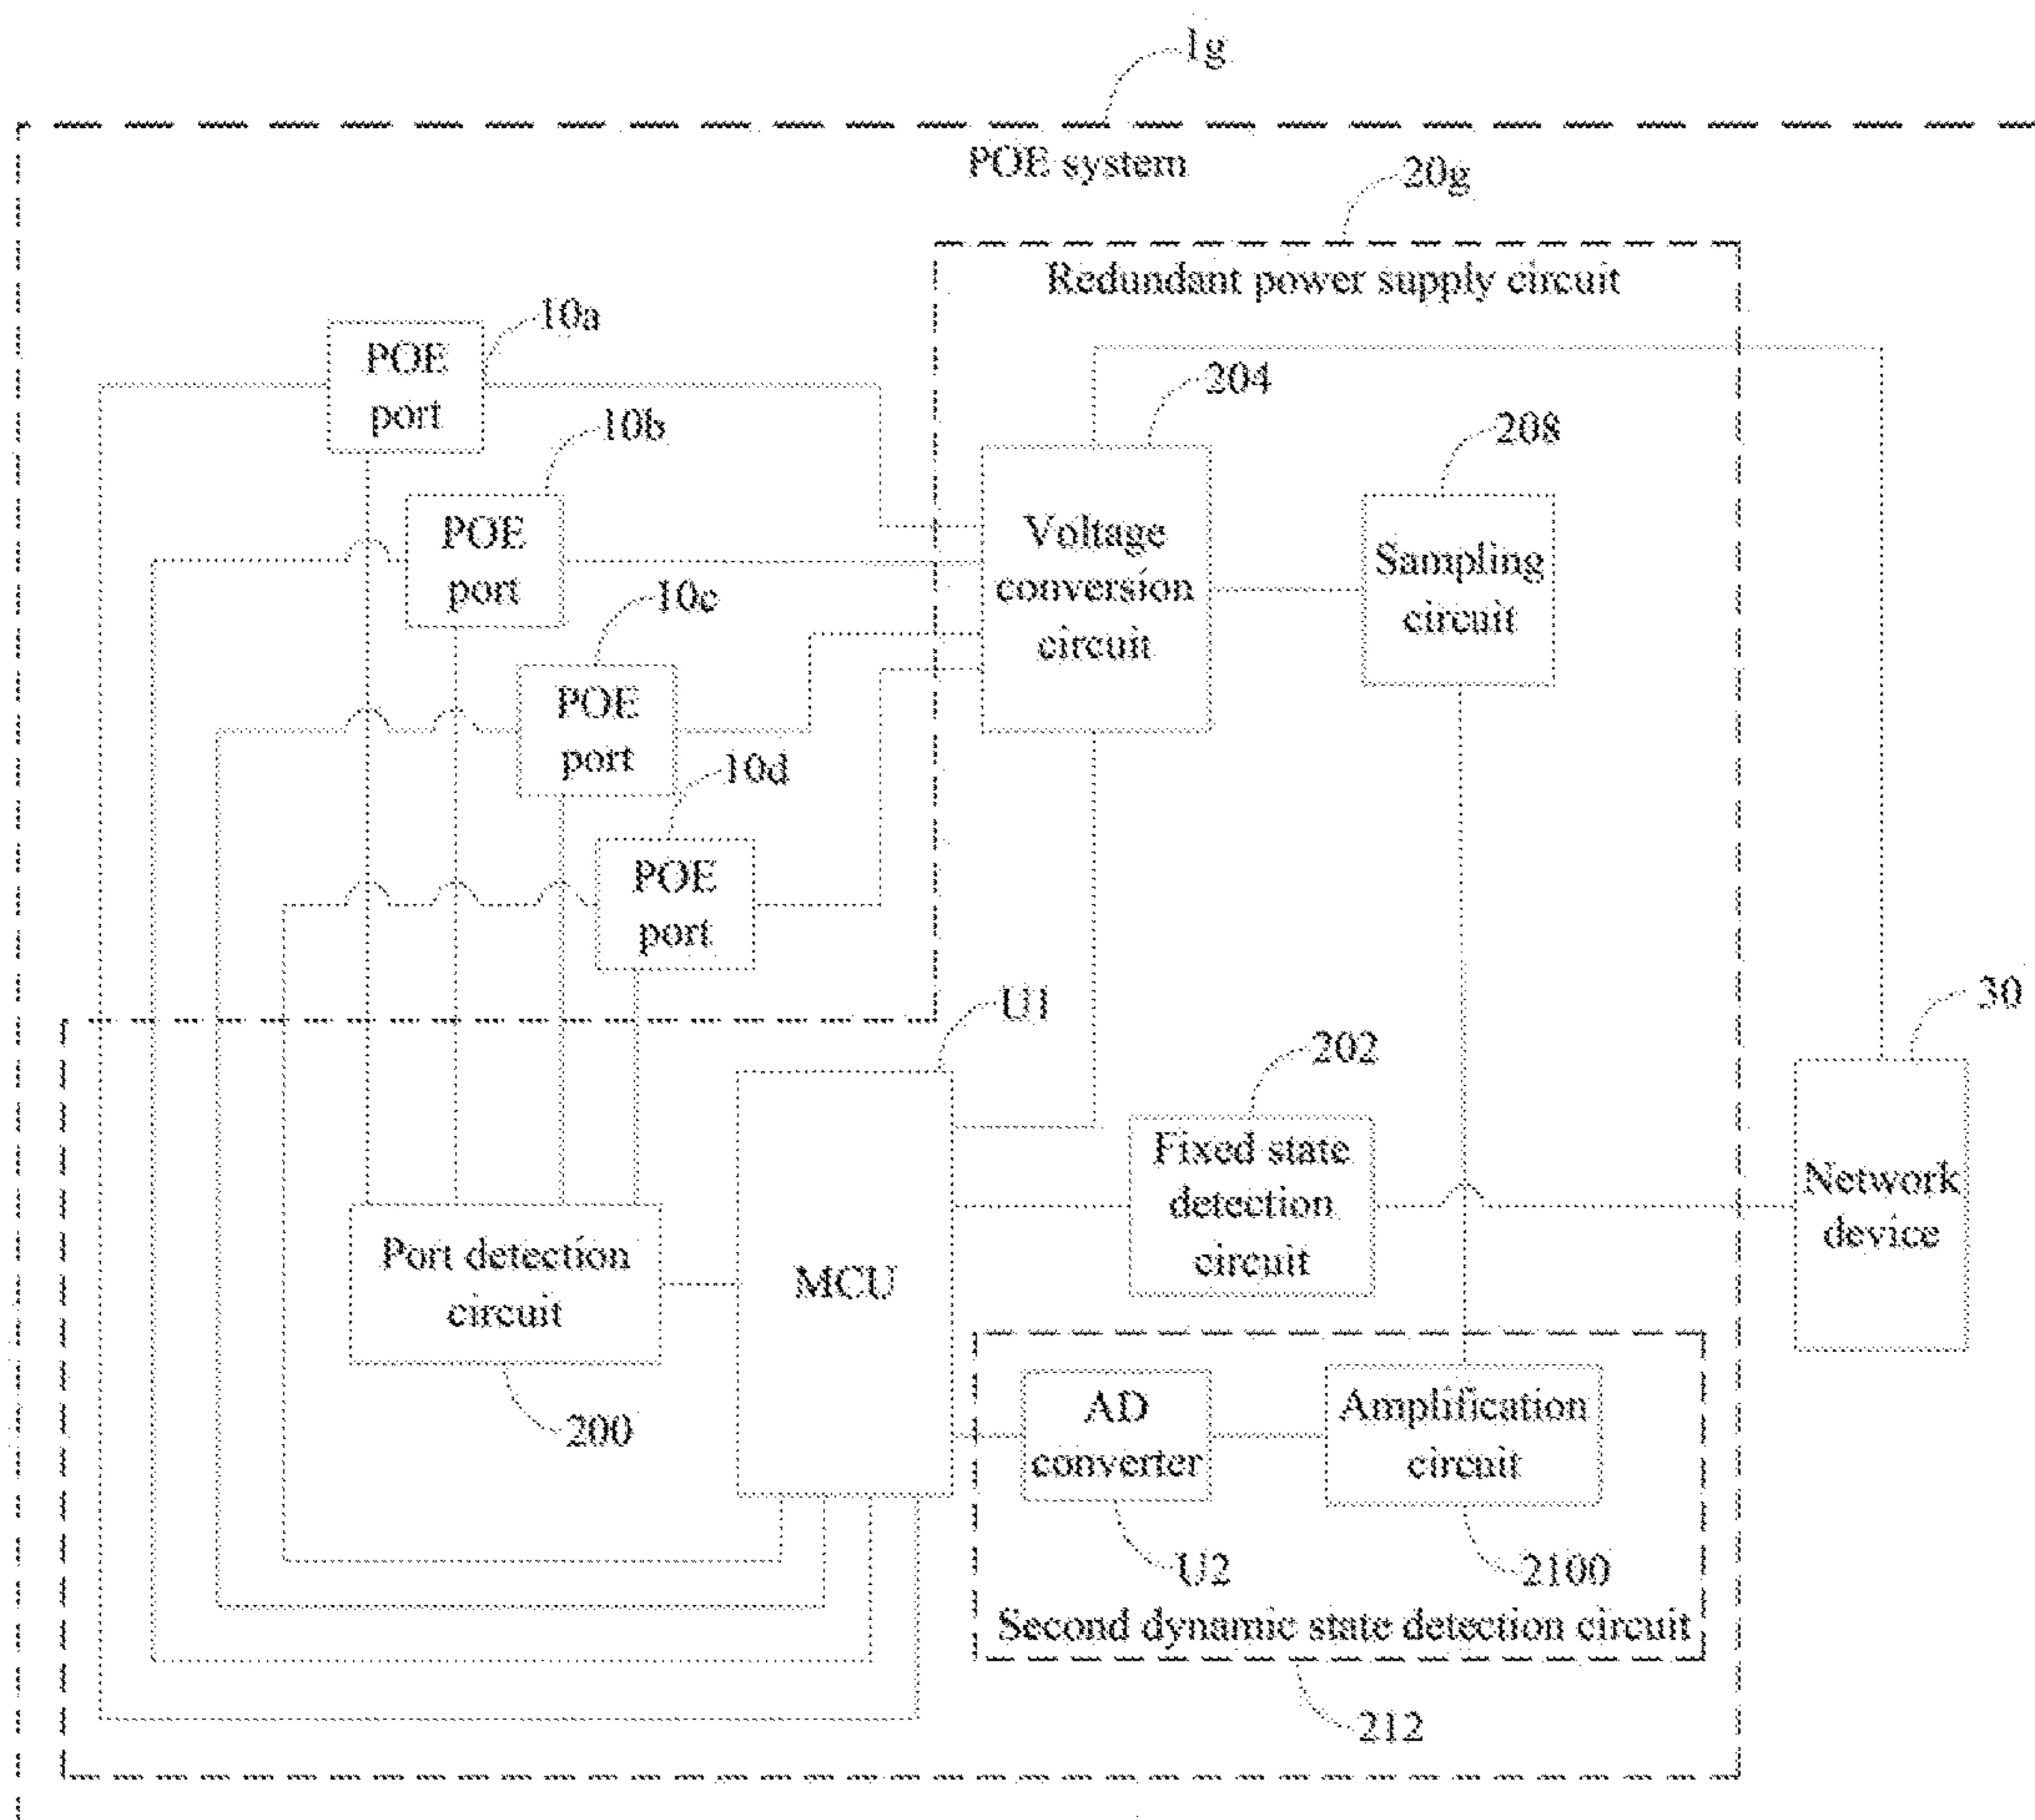 1g
POE system
20g
Redundant power supply circuit
10a
POE
port
204
10b
208
POE
port
Voltage
conversion
circuit
Sampling
circuit
10c
POE
port
10d
POE
port
U1
30
202
Fixed state
detection
circuit
Network
device
Port detection
circuit
MCU
200
AD
converter
Amplification
circuit
U2
2100
Second dynamic state detection circuit
212